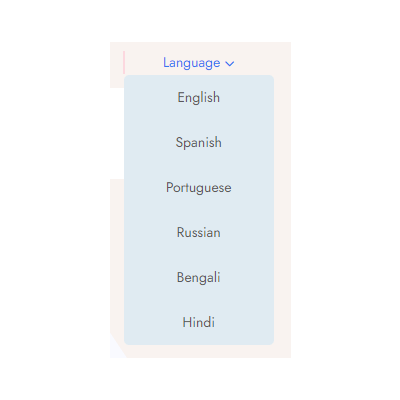 Language
English
Spanish
Portuguese
Russian
Bengali
Hindi